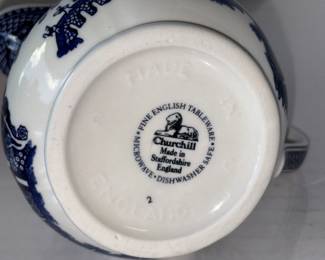 MADE IN
FINE ENGLISH TABLEWARE
Churchill
Made in
Staffordshire
England
MICROWAVE • DISHWASHER SAFE •
2
ENGLAND